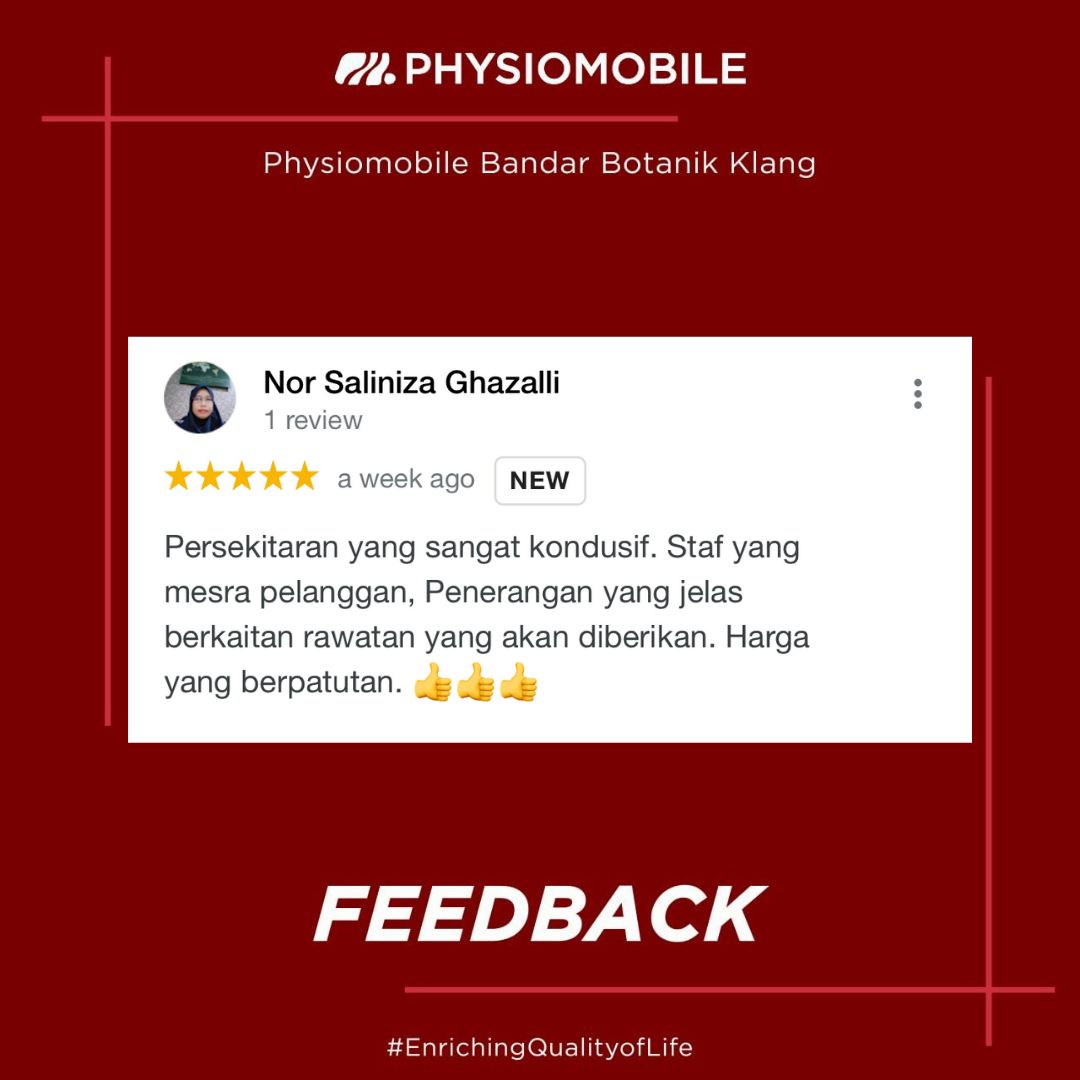 PHYSIOMOBILE
Physiomobile Bandar Botanik Klang
Nor Saliniza Ghazalli
1 review
a week ago NEW
Persekitaran yang sangat kondusif. Staf yang
mesra pelanggan, Penerangan yang jelas
berkaitan rawatan yang akan diberikan. Harga
yang berpatutan. 👍👍👍
FEEDBACK
#EnrichingQualityofLife